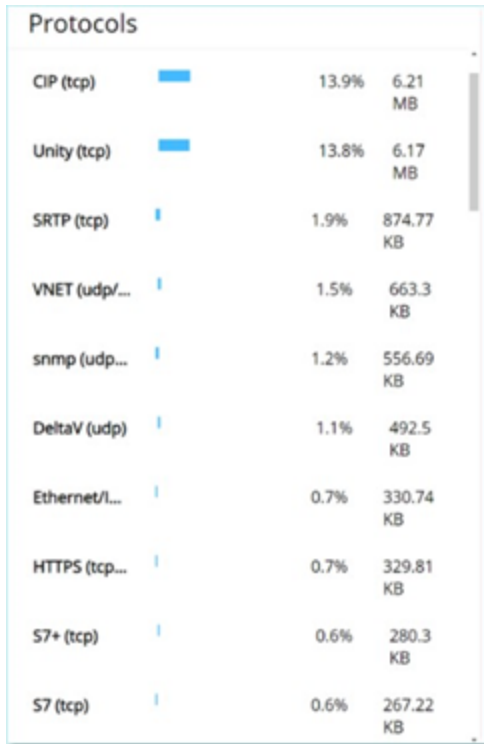 Protocols
CIP (tcp) 13.9% 6.21
MB
Unity (tcp) 13.8% 6.17
MB
SRTP (tcp) 1.9% 874.77
KB
VNET (udp/... 1.5% 663.3
KB
snmp (udp... 1.2% 556.69
KB
DeltaV (udp) 1.1% 492.5
KB
Ethernet/I... 0.7% 330.74
KB
HTTPS (tcp... 0.7% 329.81
KB
S7+ (tcp) 0.6% 280.3
KB
S7 (tcp) 0.6% 267.22
KB